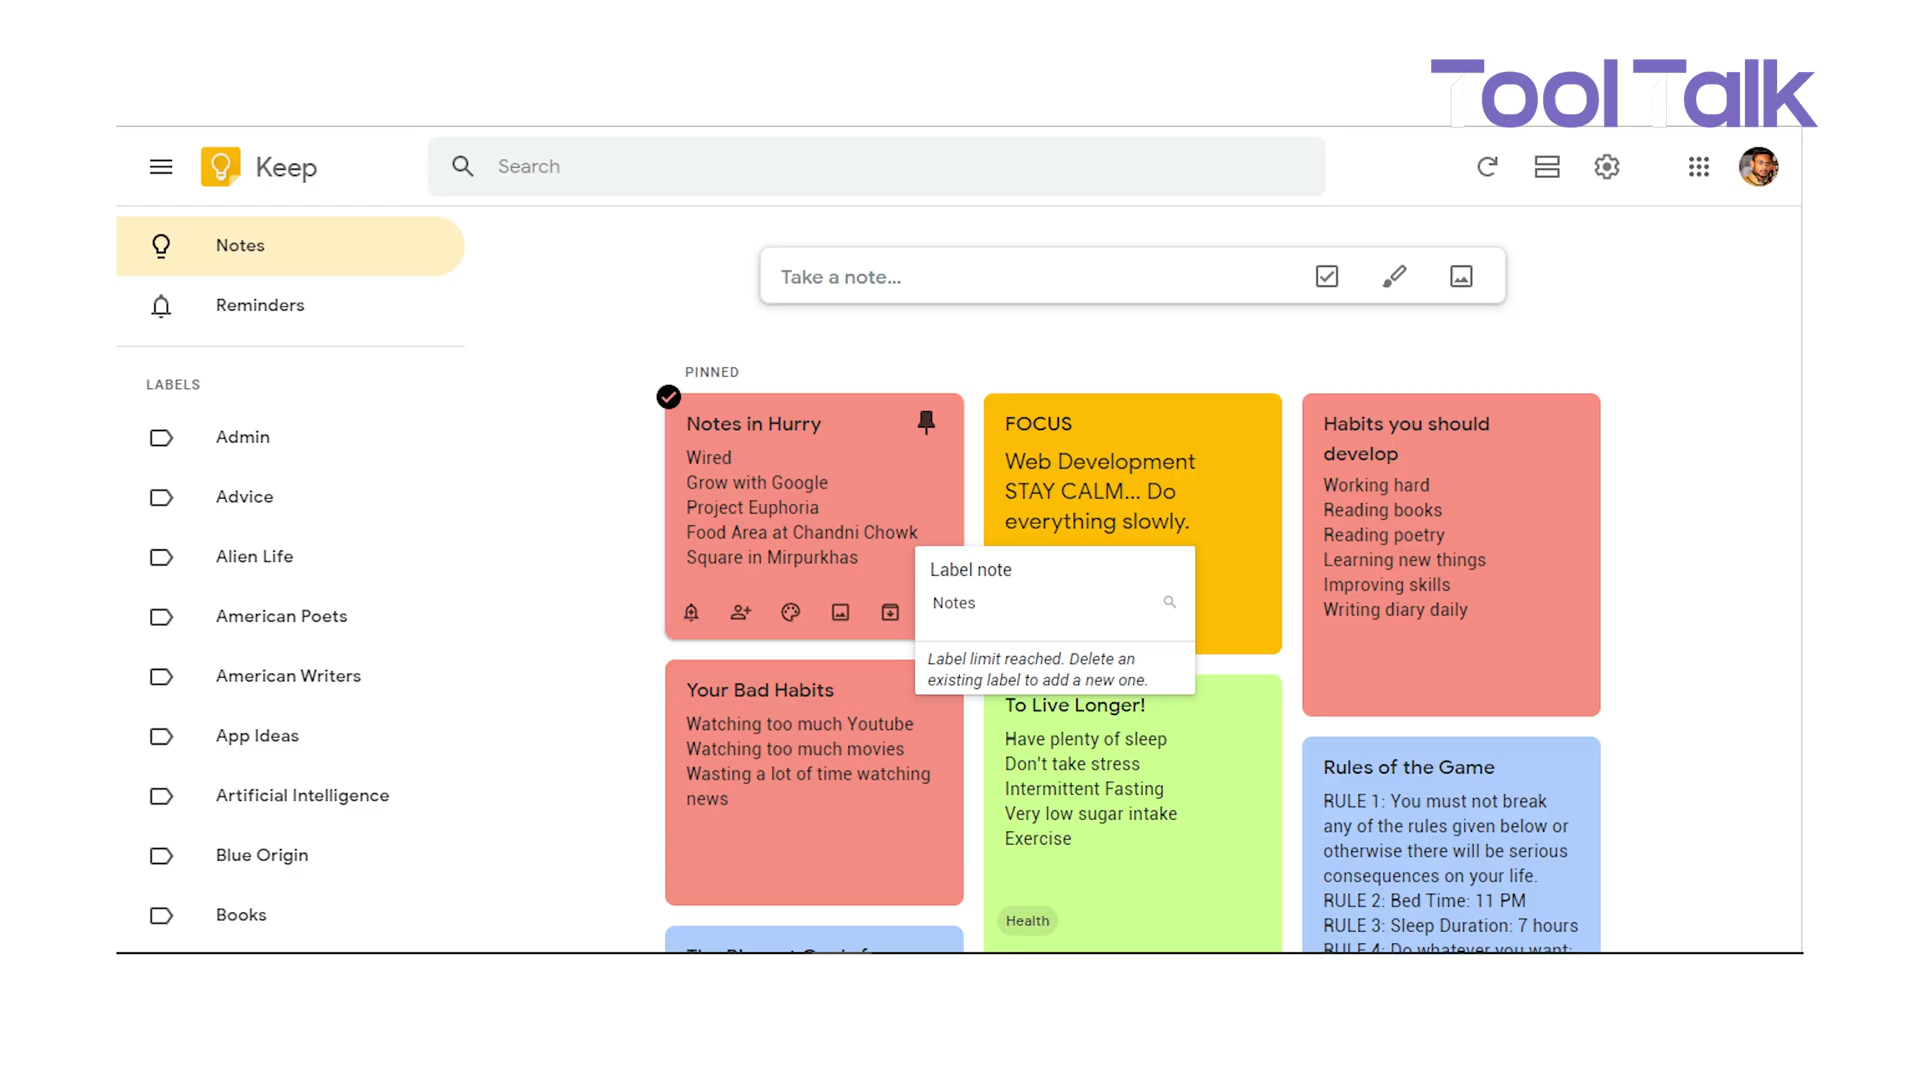 Tool Talk
Keep
Search
Notes
Reminders
Take a note...
LABELS
Admin
Advice
Alien Life
American Poets
American Writers
App Ideas
Artificial Intelligence
Blue Origin
Books
PINNED
Notes in Hurry
Wired
Grow with Google
Project Euphoria
Food Area at Chandni Chowk
Square in Mirpurkhas
FOCUS
Web Development
STAY CALM... Do
everything slowly.
Label note
Notes
Label limit reached. Delete an
existing label to add a new one.
Habits you should
develop
Working hard
Reading books
Reading poetry
Learning new things
Improving skills
Writing diary daily
Your Bad Habits
Watching too much Youtube
Watching too much movies
Wasting a lot of time watching
news
To Live Longer!
Have plenty of sleep
Don't take stress
Intermittent Fasting
Very low sugar intake
Exercise
Health
Rules of the Game
RULE 1: You must not break
any of the rules given below or
otherwise there will be serious
consequences on your life.
RULE 2: Bed Time: 11 PM
RULE 3: Sleep Duration: 7 hours
RULE 4: Do whatever you want: